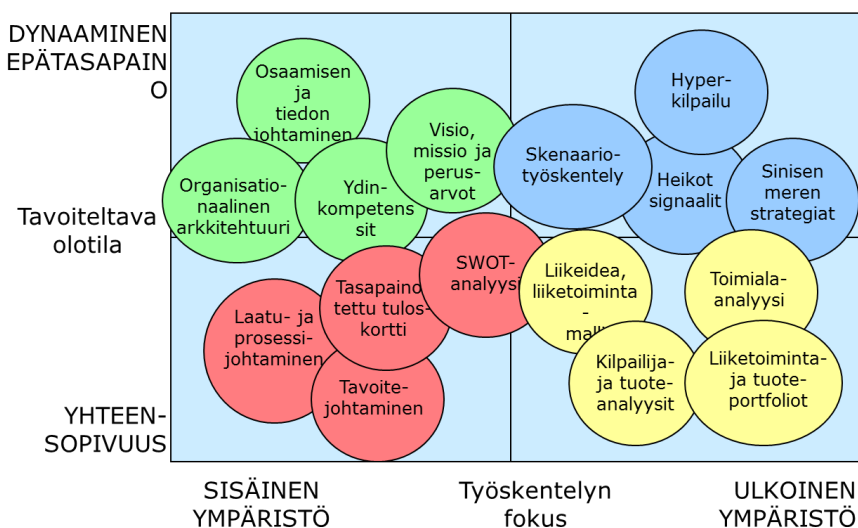 DYNAAMINEN
EPÄTASAPAIN
O
Tavoiteltava
olotila
YHTEEN-
SOPIVUUS
Osaamisen
ja
tiedon
johtaminen
Organisatio-
naalinen
arkkitehtuuri
Ydin-
kompetens
sit
Visio,
missio ja
perus-
arvot
Skenaario-
työskentely
Hyper-
kilpailu
Heikot
signaalit
Sinisen
meren
strategiat
Laatu- ja
prosessi-
johtaminen
Tasapaino
tettu tulos-
kortti
Tavoite-
johtaminen
SWOT-
analyysi
Liikeidea,
liiketoiminta
-
malli
Kilpailija-
ja tuote-
analyysit
Toimiala-
analyysi
Liiketoiminta-
ja tuote-
portfoliot
SISÄINEN
YMPÄRISTÖ
Työskentelyn
fokus
ULKOINEN
YMPÄRISTÖ